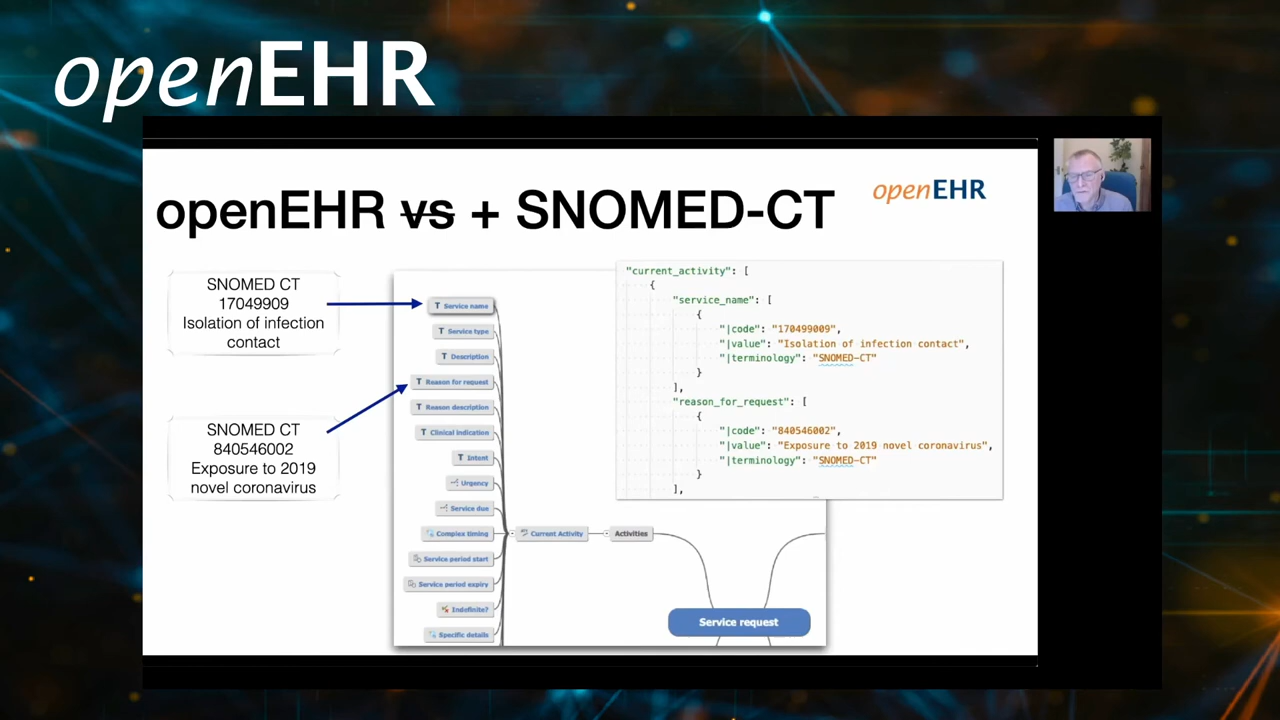 openEHR
openEHR vs + SNOMED-CT
openEHR
SNOMED CT
17049909
Isolation of infection
contact
SNOMED CT
840546002
Exposure to 2019
novel coronavirus
T Service name
T Service type
T Description
T Reason for request
T Reason description
T Clinical indication
T Intent
Urgency
Service due
Complex timing
Service period start
Service period expiry
Indefinite?
Specific details
Current Activity
Activities
Service request
"current_activity": [
{
"service_name": [
{
"|code": "170499009",
"|value": "Isolation of infection contact",
"|terminology": "SNOMED-CT"
}
],
"reason_for_request": [
{
"|code": "840546002",
"|value": "Exposure to 2019 novel coronavirus",
"|terminology": "SNOMED-CT"
}
],